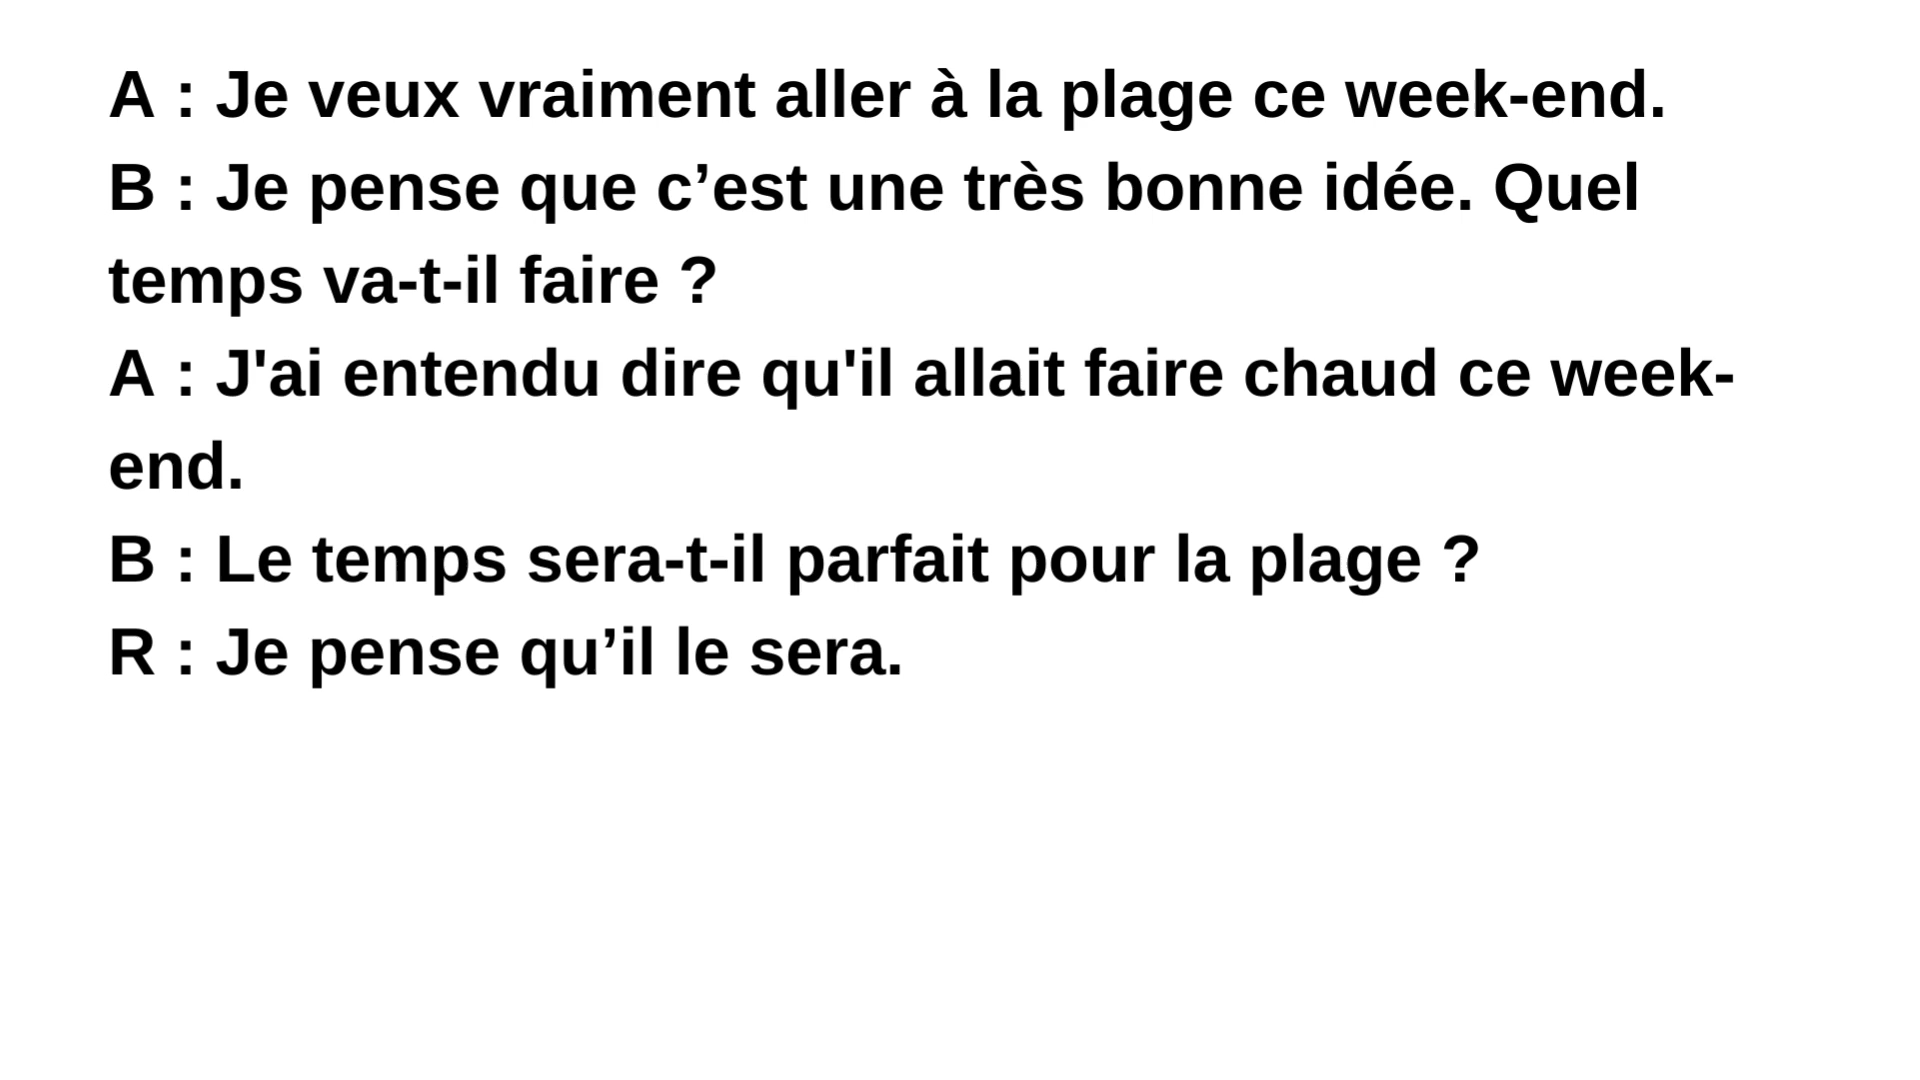 A : Je veux vraiment aller à la plage ce week-end.
B : Je pense que c’est une très bonne idée. Quel
temps va-t-il faire ?
A : J'ai entendu dire qu'il allait faire chaud ce week-
end.
B : Le temps sera-t-il parfait pour la plage ?
R : Je pense qu’il le sera.